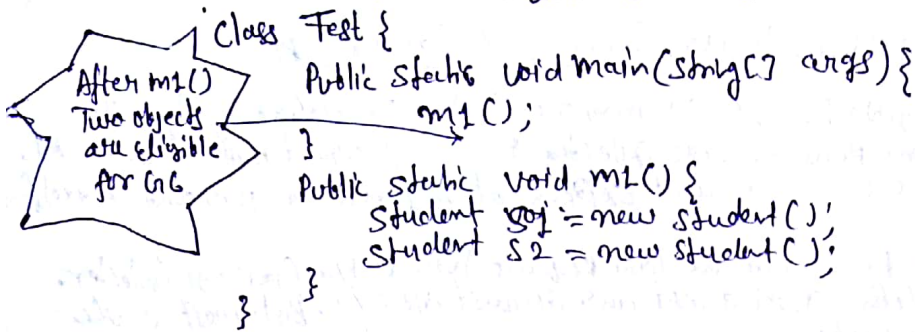 Class Test {
Public Static void main(String[] args) {
m1();
}
Public static void m1() {
Student = new Student();
Student S2 = new Student();
}
}
After m1()
Two objects
are eligible
for GC